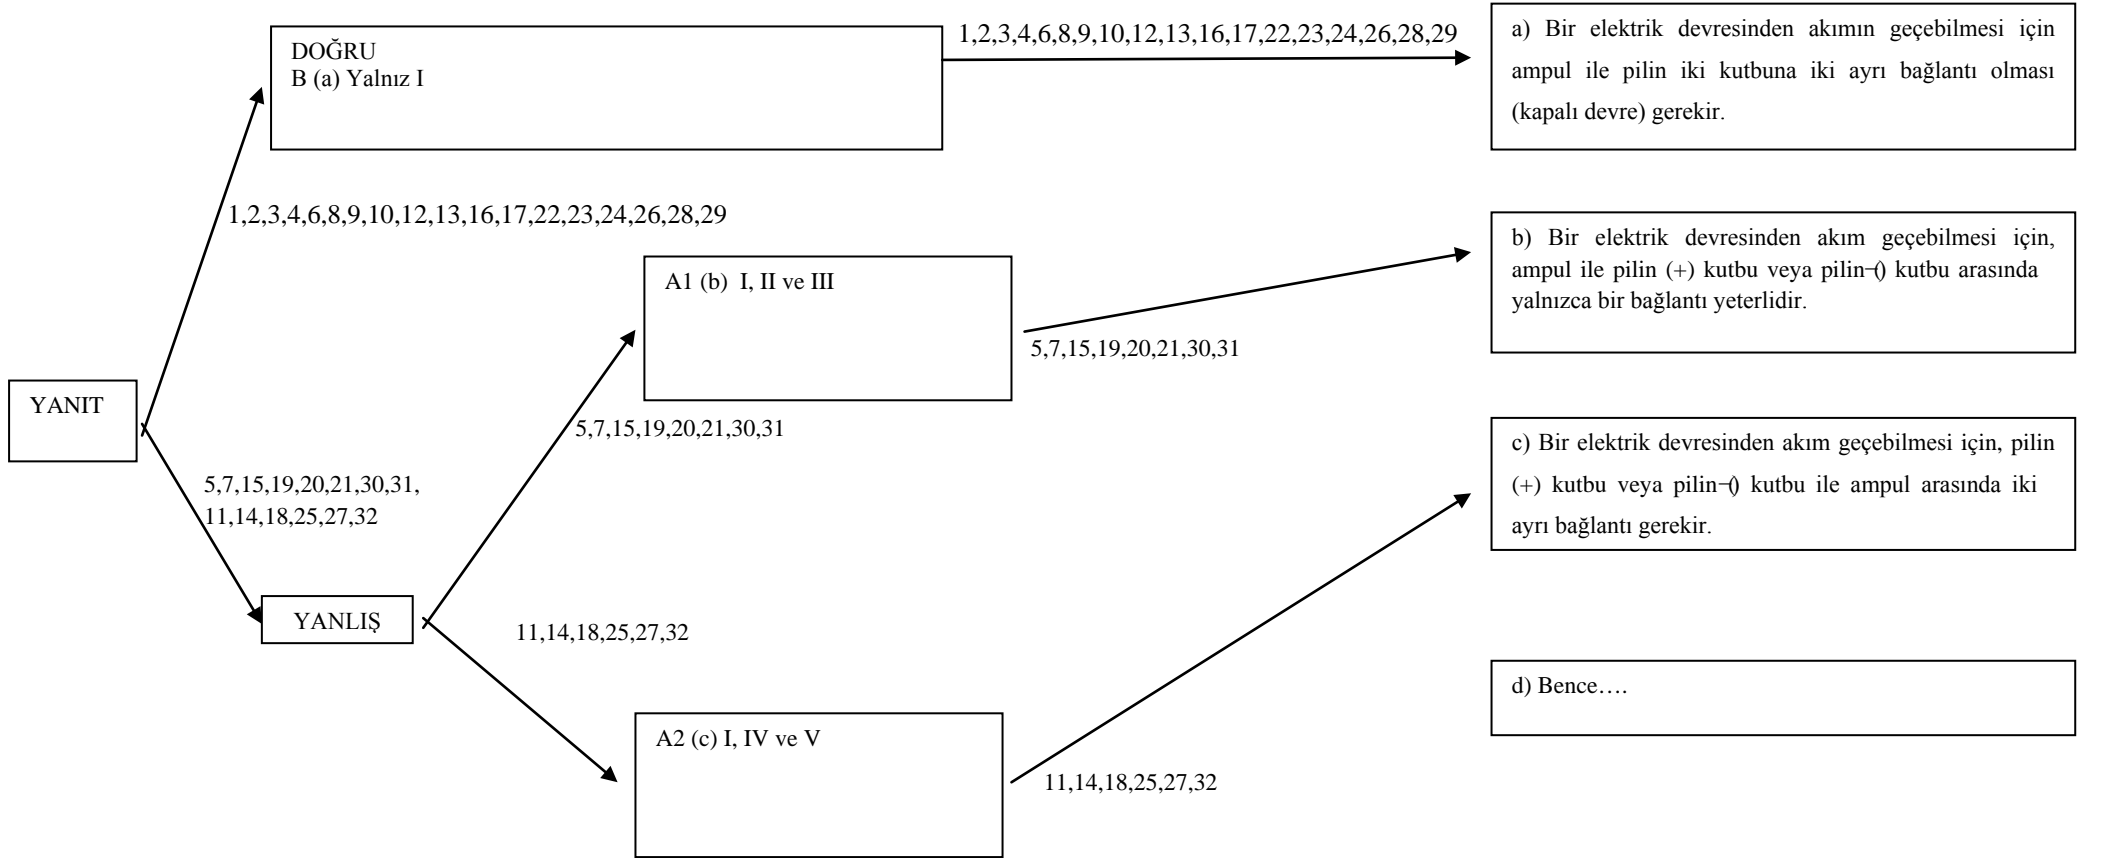 DOĞRU
B (a) Yalnız I
1,2,3,4,6,8,9,10,12,13,16,17,22,23,24,26,28,29
a) Bir elektrik devresinden akımın geçebilmesi için
ampul ile pilin iki kutbuna iki ayrı bağlantı olması
(kapalı devre) gerekir.
1,2,3,4,6,8,9,10,12,13,16,17,22,23,24,26,28,29
A1 (b) I, II ve III
b) Bir elektrik devresinden akım geçebilmesi için,
ampul ile pilin (+) kutbu veya pilin-() kutbu arasında
yalnızca bir bağlantı yeterlidir.
5,7,15,19,20,21,30,31
YANIT
5,7,15,19,20,21,30,31
c) Bir elektrik devresinden akım geçebilmesi için, pilin
(+) kutbu veya pilin-() kutbu ile ampul arasında iki
ayrı bağlantı gerekir.
5,7,15,19,20,21,30,31,
11,14,18,25,27,32
YANLIŞ
11,14,18,25,27,32
d) Bence….
A2 (c) I, IV ve V
11,14,18,25,27,32